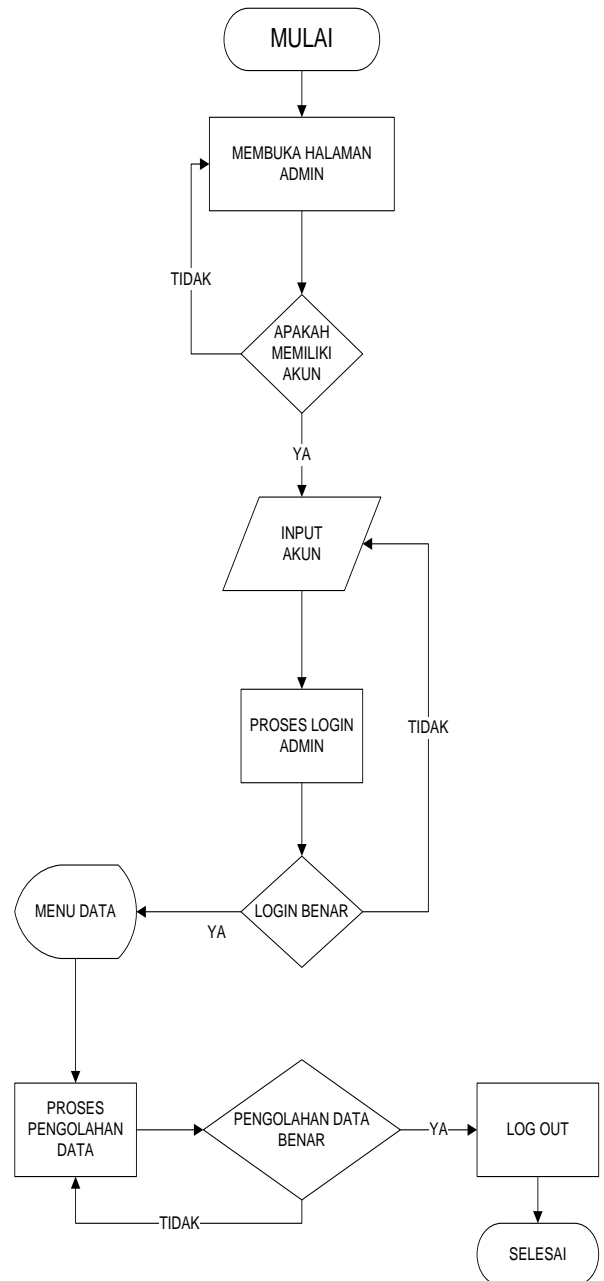 MULAI
MEMBUKA HALAMAN
ADMIN
TIDAK
APAKAH
MEMILIKI
AKUN
YA
INPUT
AKUN
PROSES LOGIN
ADMIN
TIDAK
MENU DATA
YA
LOGIN BENAR
PROSES
PENGOLAHAN
DATA
PENGOLAHAN DATA
BENAR
YA
LOG OUT
TIDAK
SELESAI